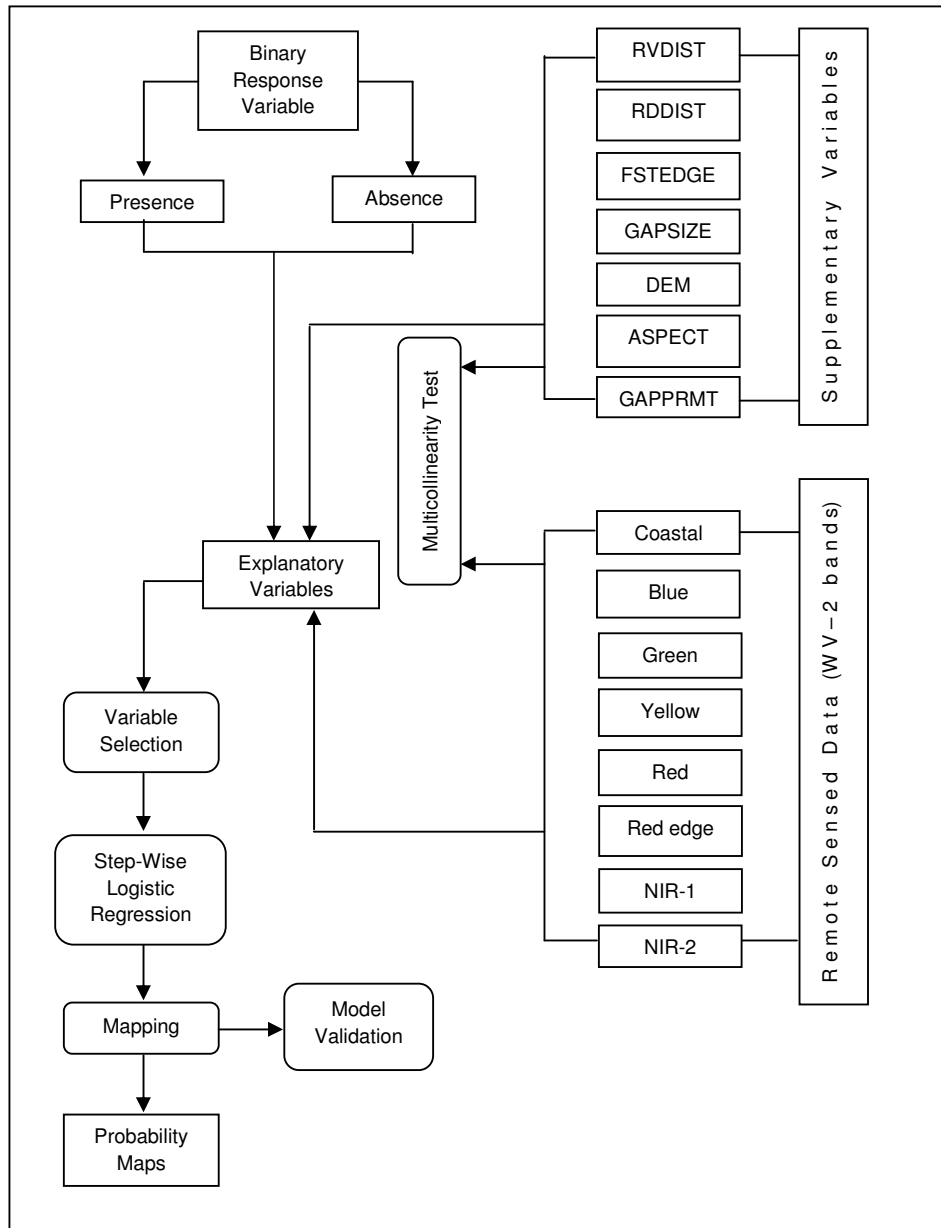 Binary
Response
Variable
Presence
Absence
RVDIST
RDDIST
FSTEDGE
GAPSIZE
DEM
ASPECT
GAPPRMT
Supplementary Variables
Multicollinearity Test
Explanatory
Variables
Coastal
Blue
Green
Yellow
Red
Red edge
NIR-1
NIR-2
Remote Sensed Data (WV–2 bands)
Variable
Selection
Step-Wise
Logistic
Regression
Mapping
Model
Validation
Probability
Maps